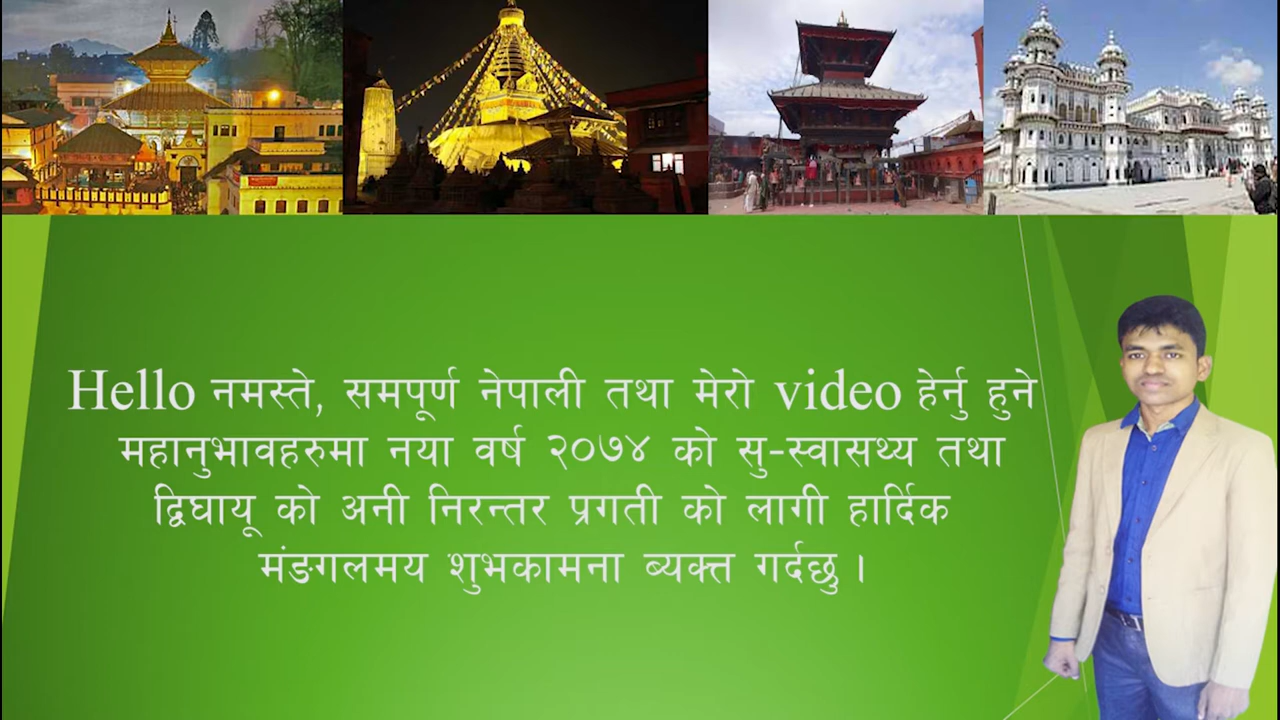 Hello नमस्ते, समपूर्ण नेपाली तथा मेरो video हेर्नु हुने
महानुभावहरुमा नया वर्ष २०७४ को सु-स्वासथ्य तथा
द्विघायू को अनी निरन्तर प्रगती को लागी हार्दिक
मंङगलमय शुभकामना ब्यक्त गर्दछु ।